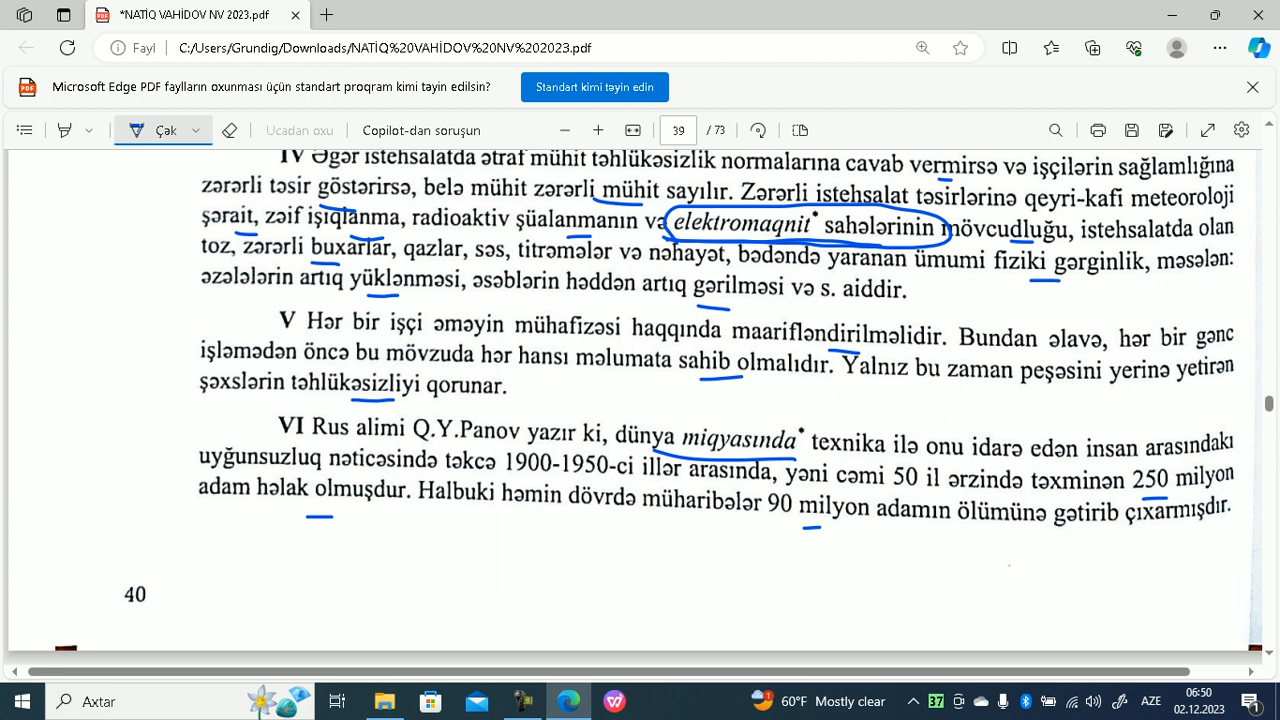 *NATİQ VAHİDOV NV 2023.pdf
Fayl C:/Users/Grundig/Downloads/NATİQ%20VAHİDOV%20NV%202023.pdf
Microsoft Edge PDF faylların oxunması üçün standart proqram kimi təyin edilsin? Standart kimi təyin edin
Çək Ucadan oxu Copilot-dan soruşun 39 / 73
IV Əgər istehsalatda ətraf mühit təhlükəsizlik normalarına cavab vermirsə və işçilərin sağlamlığına
zərərli təsir göstərirsə, belə mühit zərərli mühit sayılır. Zərərli istehsalat təsirlərinə qeyri-kafi meteoroloji
şərait, zəif işıqlanma, radioaktiv şüalanmanın və elektromaqnit* sahələrinin mövcudluğu, istehsalatda olan
toz, zərərli buxarlar, qazlar, səs, titrəmələr və nəhayət, bədəndə yaranan ümumi fiziki gərginlik, məsələn:
əzələlərin artıq yüklənməsi, əsəblərin həddən artıq gərilməsi və s. aiddir.
V Hər bir işçi əməyin mühafizəsi haqqında maarifləndirilməlidir. Bundan əlavə, hər bir gənc
işləmədən öncə bu mövzuda hər hansı məlumata sahib olmalıdır. Yalnız bu zaman peşəsini yerinə yetirən
şəxslərin təhlükəsizliyi qorunar.
VI Rus alimi Q.Y.Panov yazır ki, dünya miqyasında* texnika ilə onu idarə edən insan arasındakı
uyğunsuzluq nəticəsində təkcə 1900-1950-ci illər arasında, yəni cəmi 50 il ərzində təxminən 250 milyon
adam həlak olmuşdur. Halbuki həmin dövrdə müharibələr 90 milyon adamın ölümünə gətirib çıxarmışdır.
40
Axtar 60°F Mostly clear 37 AZE 06:50
02.12.2023 1